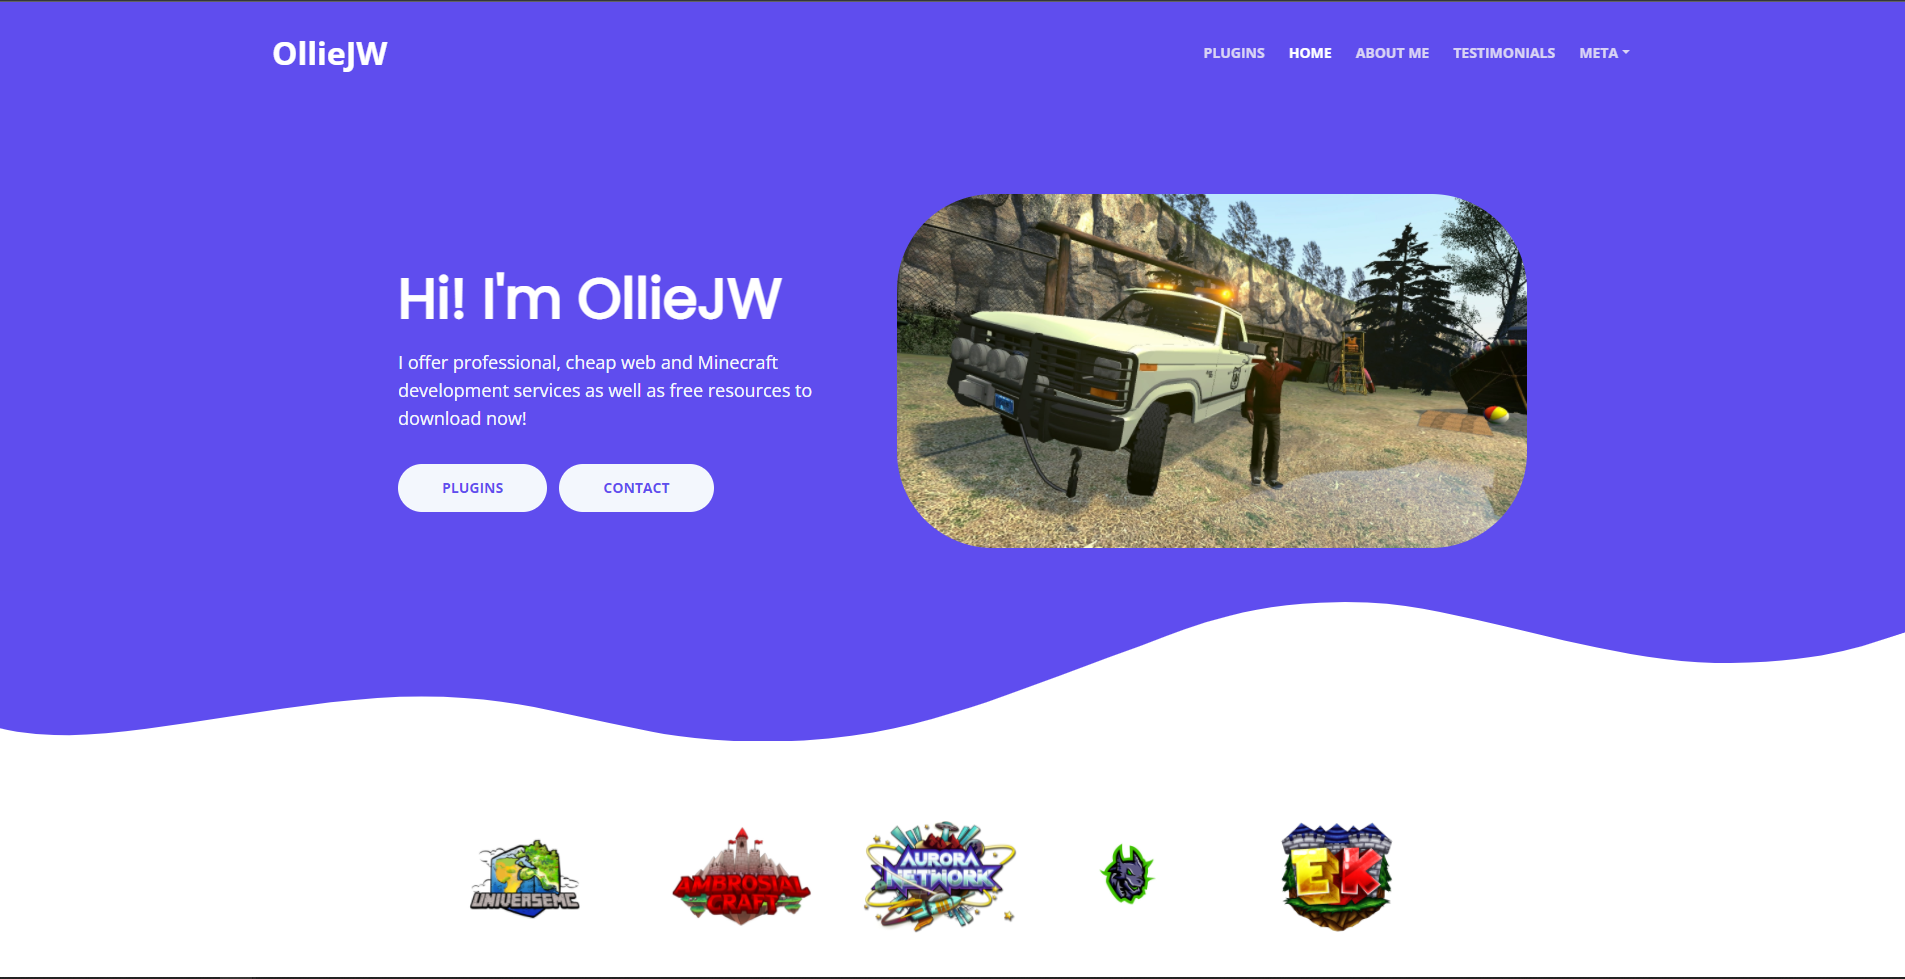 OllieJW
PLUGINS HOME ABOUT ME TESTIMONIALS META
Hi! I'm OllieJW
I offer professional, cheap web and Minecraft
development services as well as free resources to
download now!
PLUGINS CONTACT
UNIVERSEMC
AMBROSIAL
CRAFT
AURORA
NETWORK
EK